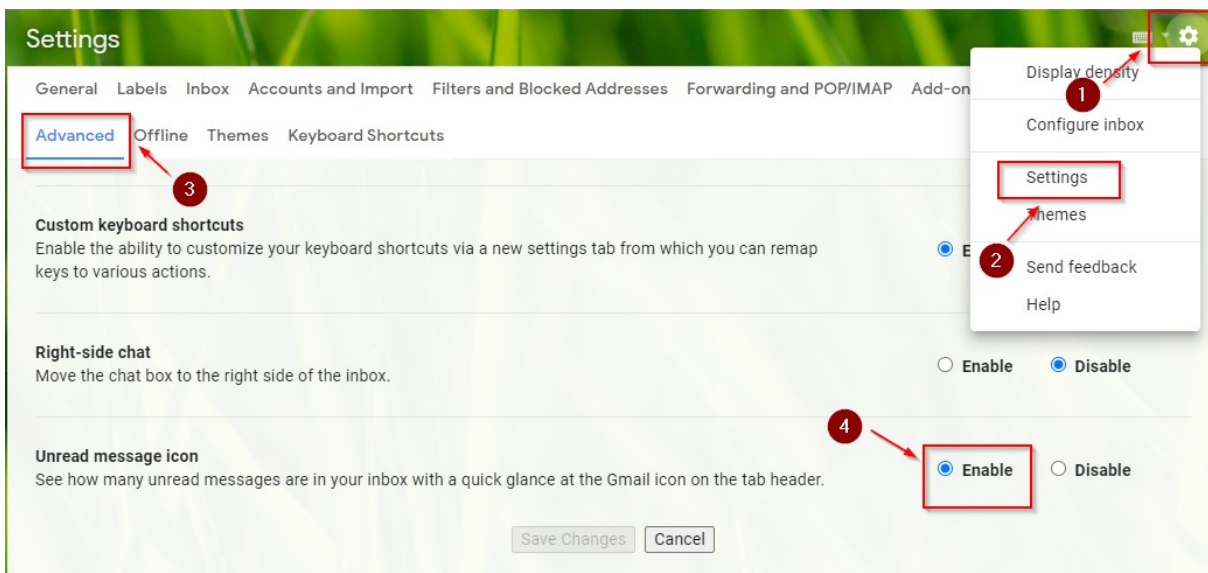 Settings
General Labels Inbox Accounts and Import Filters and Blocked Addresses Forwarding and POP/IMAP Add-on
Advanced Offline Themes Keyboard Shortcuts
3
Custom keyboard shortcuts
Enable the ability to customize your keyboard shortcuts via a new settings tab from which you can remap
keys to various actions.
E
Right-side chat
Move the chat box to the right side of the inbox.
Enable Disable
4
Unread message icon
See how many unread messages are in your inbox with a quick glance at the Gmail icon on the tab header.
Enable Disable
Save Changes Cancel
Display density
1
Configure inbox
Settings
Themes
2
Send feedback
Help